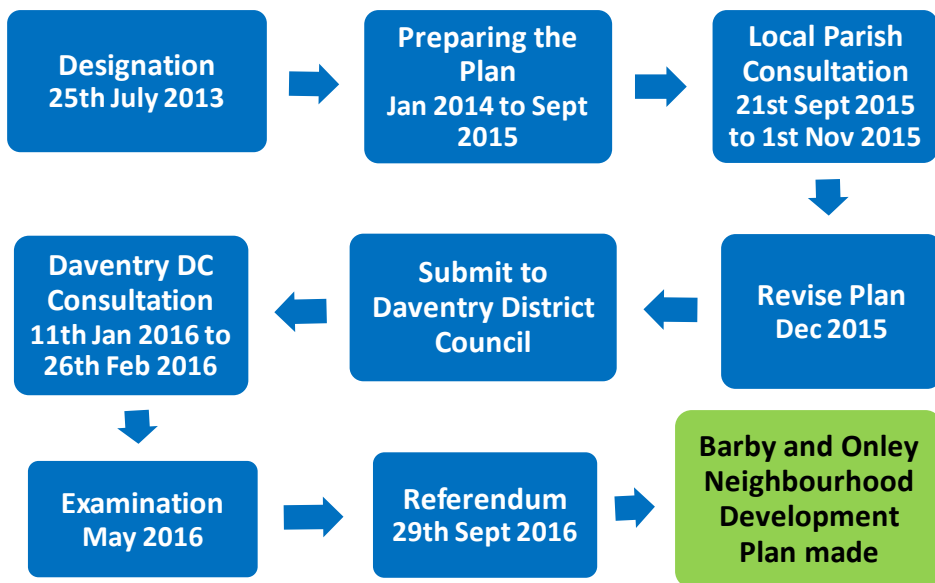 Designation
25th July 2013
Preparing the
Plan
Jan 2014 to Sept
2015
Local Parish
Consultation
21st Sept 2015
to 1st Nov 2015
Revise Plan
Dec 2015
Submit to
Daventry District
Council
Daventry DC
Consultation
11th Jan 2016 to
26th Feb 2016
Examination
May 2016
Referendum
29th Sept 2016
Barby and Onley
Neighbourhood
Development
Plan made